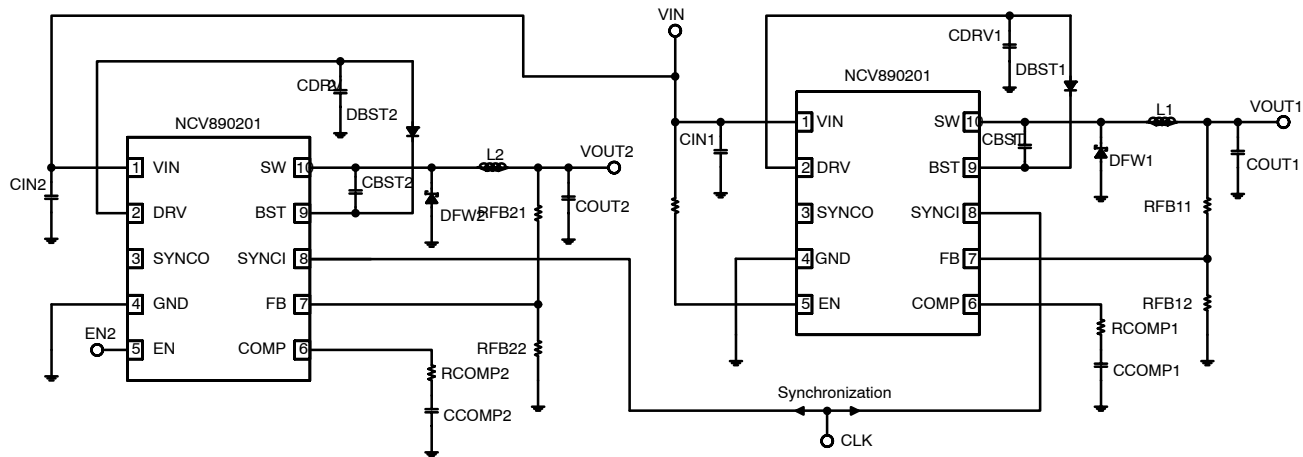 VIN
CDRV1
DBST1
NCV890201
1 VIN SW 10
2 DRV BST 9
3 SYNCO SYNCI 8
4 GND FB 7
5 EN COMP 6
CIN1
CBST1
L1
VOUT1
DFW1
COUT1
RFB11
RFB12
RCOMP1
CCOMP1
CDRV2
DBST2
NCV890201
1 VIN SW 10
2 DRV BST 9
3 SYNCO SYNCI 8
4 GND FB 7
5 EN COMP 6
CIN2
EN2
CBST2
L2
VOUT2
DFW2
RFB21
COUT2
RFB22
RCOMP2
CCOMP2
Synchronization
CLK